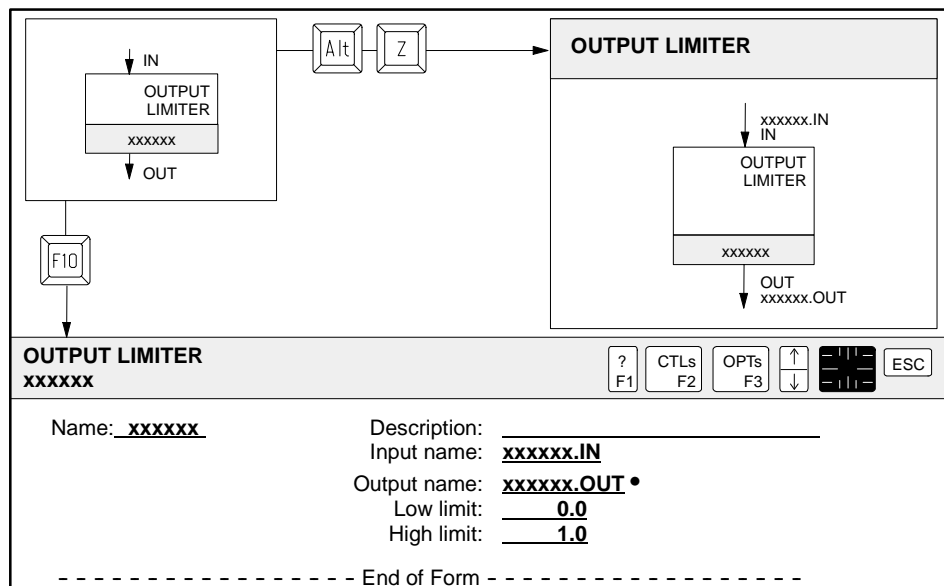 IN
OUTPUT
LIMITER
xxxxxx
OUT
Alt
Z
OUTPUT LIMITER
xxxxxx.IN
IN
OUTPUT
LIMITER
xxxxxx
OUT
xxxxxx.OUT
F10
OUTPUT LIMITER
xxxxxx
?
F1
CTLs
F2
OPTs
F3
↑
↓
ESC
Name: xxxxxx
Description:
Input name: xxxxxx.IN
Output name: xxxxxx.OUT •
Low limit: 0.0
High limit: 1.0
- - - - - - - - - - - - - - - - - - End of Form - - - - - - - - - - - - - - - - - - -